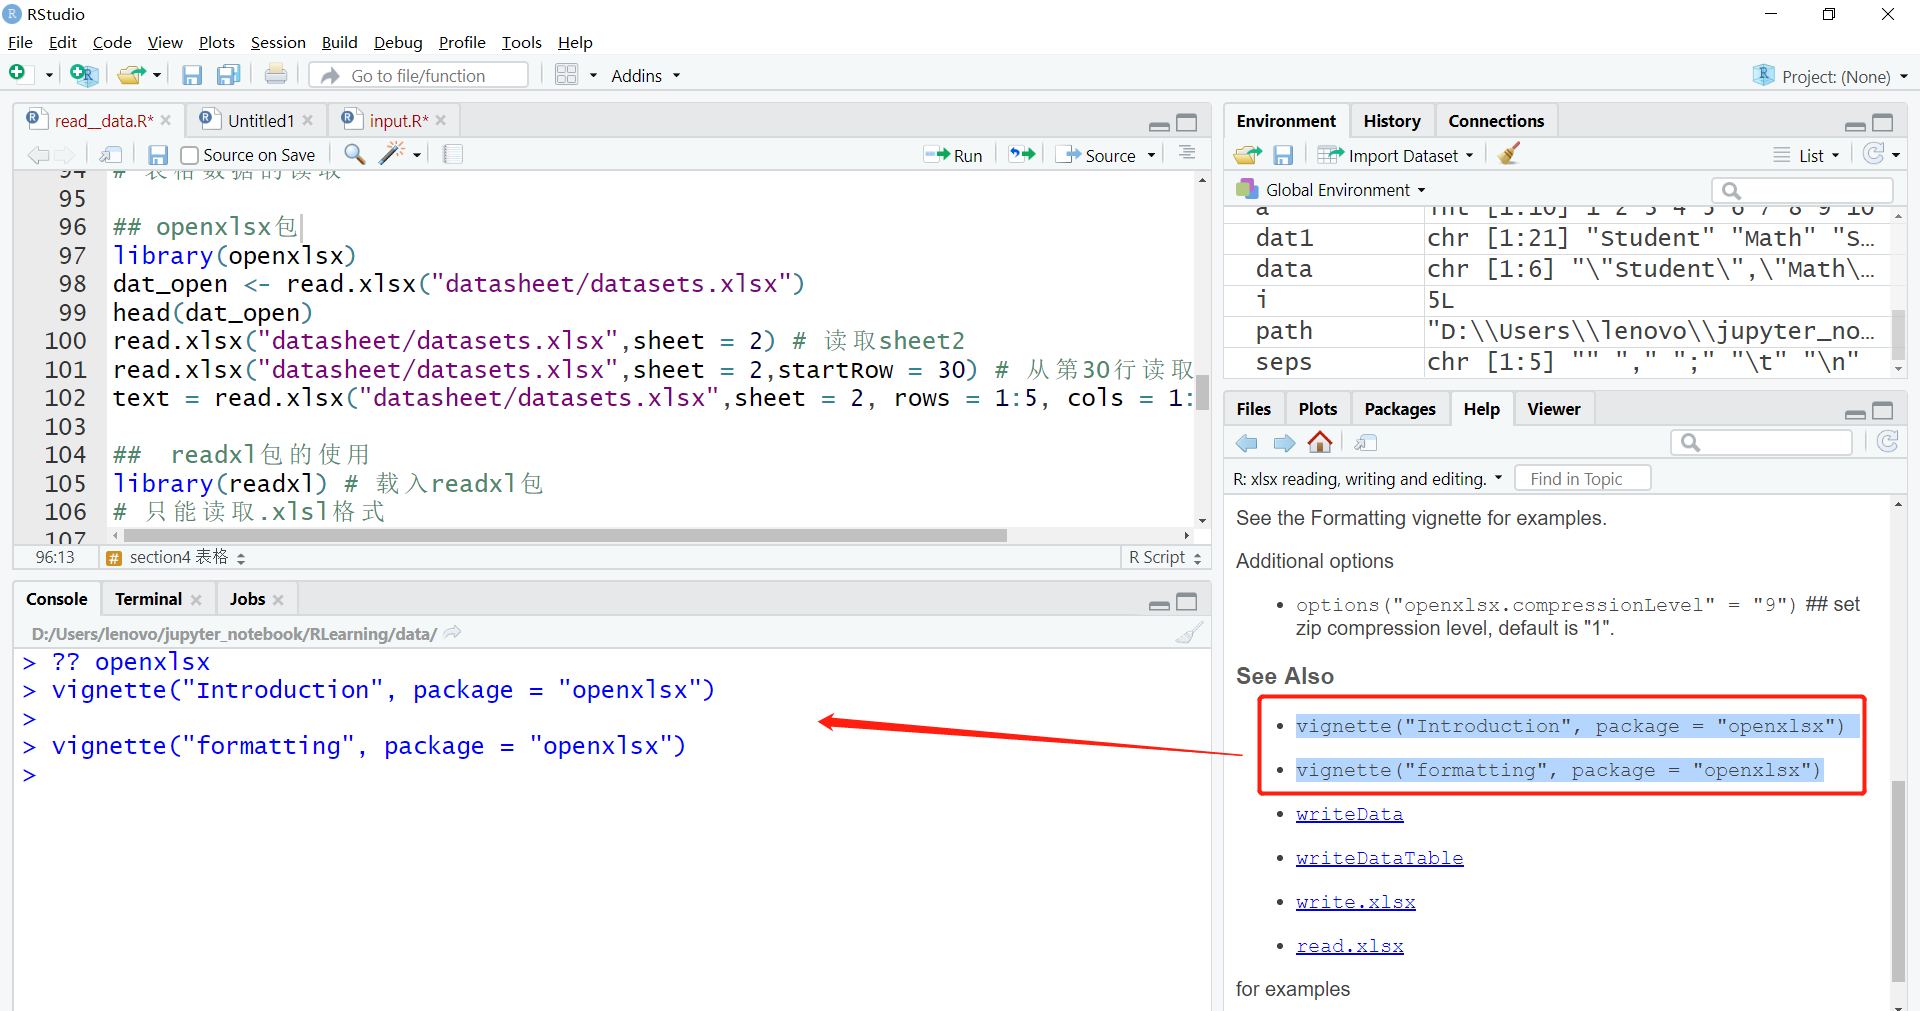 RStudio
File Edit Code View Plots Session Build Debug Profile Tools Help
Go to file/function Addins Project: (None)
read__data.R* Untitled1 input.R*
Source on Save Run Source
94 # 表格数据的读取
95
96 ## openxlsx包
97 library(openxlsx)
98 dat_open <- read.xlsx("datasheet/datasets.xlsx")
99 head(dat_open)
100 read.xlsx("datasheet/datasets.xlsx",sheet = 2) # 读取sheet2
101 read.xlsx("datasheet/datasets.xlsx",sheet = 2,startRow = 30) # 从第30行读取
102 text = read.xlsx("datasheet/datasets.xlsx",sheet = 2, rows = 1:5, cols = 1:
103
104 ##  readxl包的使用
105 library(readxl) # 载入readxl包
106 # 只能读取.xlsl格式
107
96:13 # section4 表格 R Script
Console Terminal Jobs
D:/Users/lenovo/jupyter_notebook/RLearning/data/
> ?? openxlsx
> vignette("Introduction", package = "openxlsx")
>
> vignette("formatting", package = "openxlsx")
>
Environment History Connections
Import Dataset List
Global Environment
a int [1:10] 1 2 3 4 5 6 7 8 9 10
dat1 chr [1:21] "Student" "Math" "S...
data chr [1:6] "\"Student\",\"Math\...
i 5L
path "D:\\Users\\lenovo\\jupyter_no...
seps chr [1:5] "" "," ";" "\t" "\n"
Files Plots Packages Help Viewer
R: xlsx reading, writing and editing. Find in Topic
See the Formatting vignette for examples.
Additional options
• options("openxlsx.compressionLevel" = "9") ## set
zip compression level, default is "1".
See Also
• vignette("Introduction", package = "openxlsx")
• vignette("formatting", package = "openxlsx")
• writeData
• writeDataTable
• write.xlsx
• read.xlsx
for examples